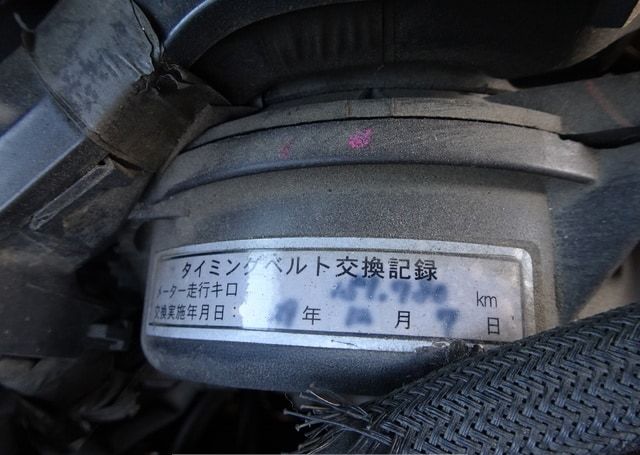 タイミングベルト交換記録
メーター走行キロ km
交換実施年月日: 年 月 7 日